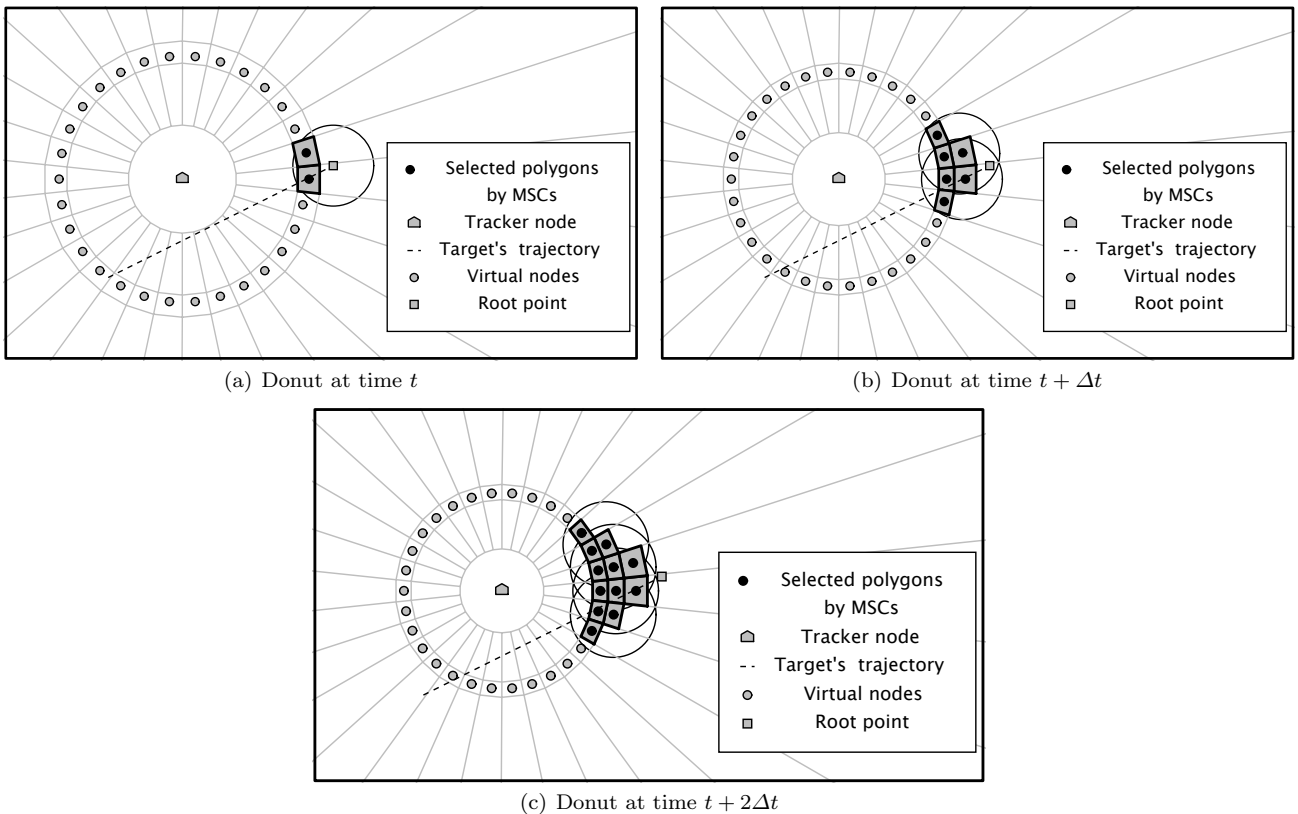 Selected polygons
by MSCs
Tracker node
Target's trajectory
Virtual nodes
Root point
(a) Donut at time t
Selected polygons
by MSCs
Tracker node
Target's trajectory
Virtual nodes
Root point
(b) Donut at time t + Δt
Selected polygons
by MSCs
Tracker node
Target's trajectory
Virtual nodes
Root point
(c) Donut at time t + 2Δt